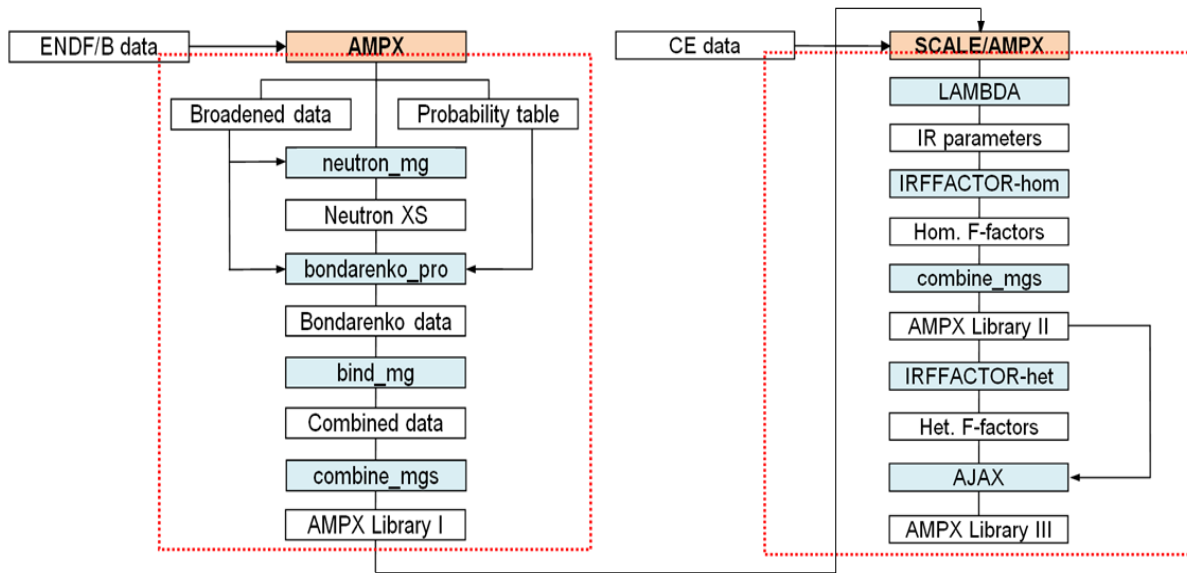 ENDF/B data
AMPX
Broadened data
Probability table
neutron_mg
Neutron XS
bondarenko_pro
Bondarenko data
bind_mg
Combined data
combine_mgs
AMPX Library I
CE data
SCALE/AMPX
LAMBDA
IR parameters
IRFFACTOR-hom
Hom. F-factors
combine_mgs
AMPX Library II
IRFFACTOR-het
Het. F-factors
AJAX
AMPX Library III